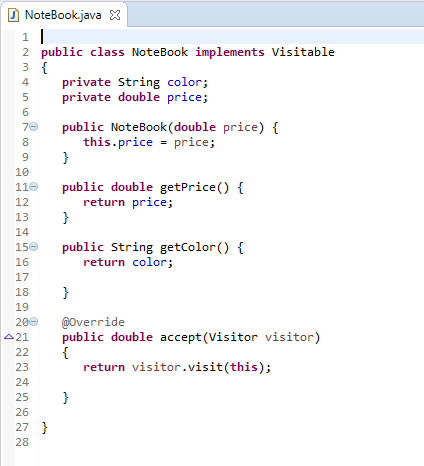 NoteBook.java
1
2 public class NoteBook implements Visitable
3 {
4 private String color;
5 private double price;
6
7 public NoteBook(double price) {
8 this.price = price;
9 }
10
11 public double getPrice() {
12 return price;
13 }
14
15 public String getColor() {
16 return color;
17
18 }
19
20 @Override
21 public double accept(Visitor visitor)
22 {
23 return visitor.visit(this);
24
25 }
26
27 }
28